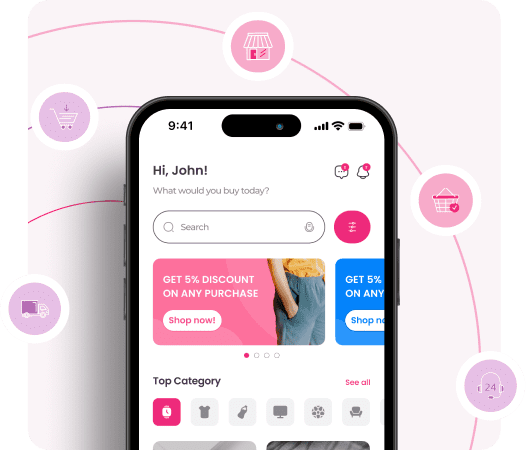 9:41
Hi, John!
What would you buy today?
Search
GET 5% DISCOUNT
ON ANY PURCHASE
Shop now!
GET 5%
ON ANY
Shop no
Top Category
See all
24